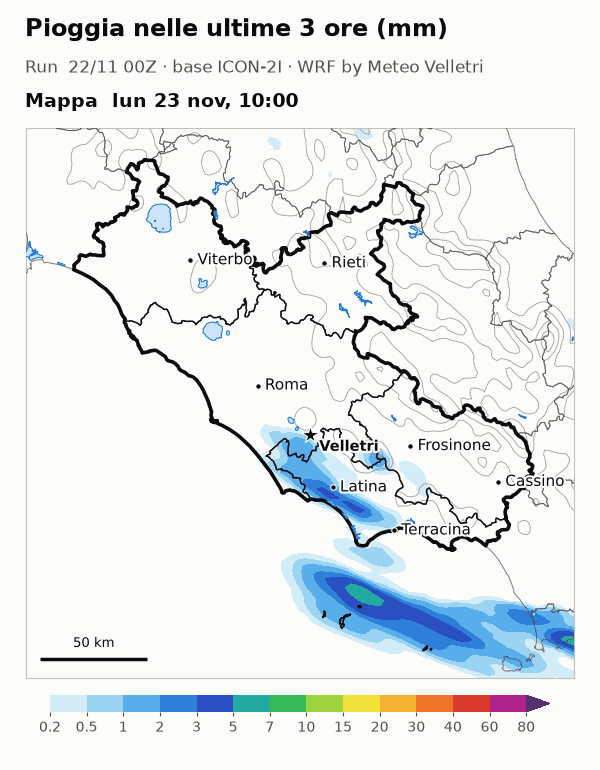 Pioggia nelle ultime 3 ore (mm)
Run  22/11 00Z · base ICON-2I · WRF by Meteo Velletri
Mappa  lun 23 nov, 10:00
Viterbo
Rieti
Roma
Velletri
Frosinone
Latina
Cassino
Terracina
50 km
0.2 0.5 1 2 3 5 7 10 15 20 30 40 60 80